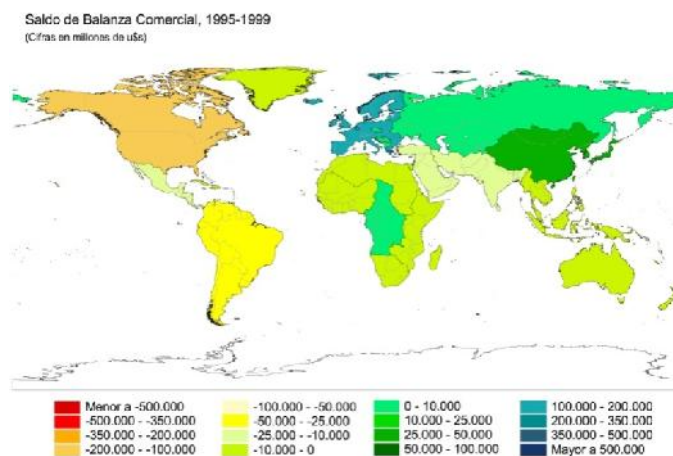 Saldo de Balanza Comercial, 1995-1999
(Cifras en millones de u$s)
Menor a -500.000
-500.000 - -350.000
-350.000 - -200.000
-200.000 - -100.000
-100.000 - -50.000
-50.000 - -25.000
-25.000 - -10.000
-10.000 - 0
0 - 10.000
10.000 - 25.000
25.000 - 50.000
50.000 - 100.000
100.000 - 200.000
200.000 - 350.000
350.000 - 500.000
Mayor a 500.000